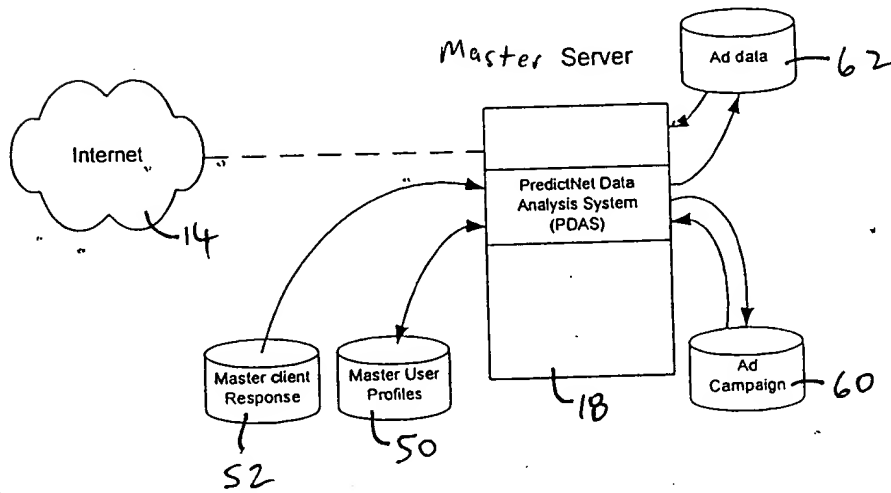 Master Server
Ad data
62
Internet
14
PredictNet Data
Analysis System
(PDAS)
Master client
Response
52
Master User
Profiles
50
18
Ad
Campaign
60